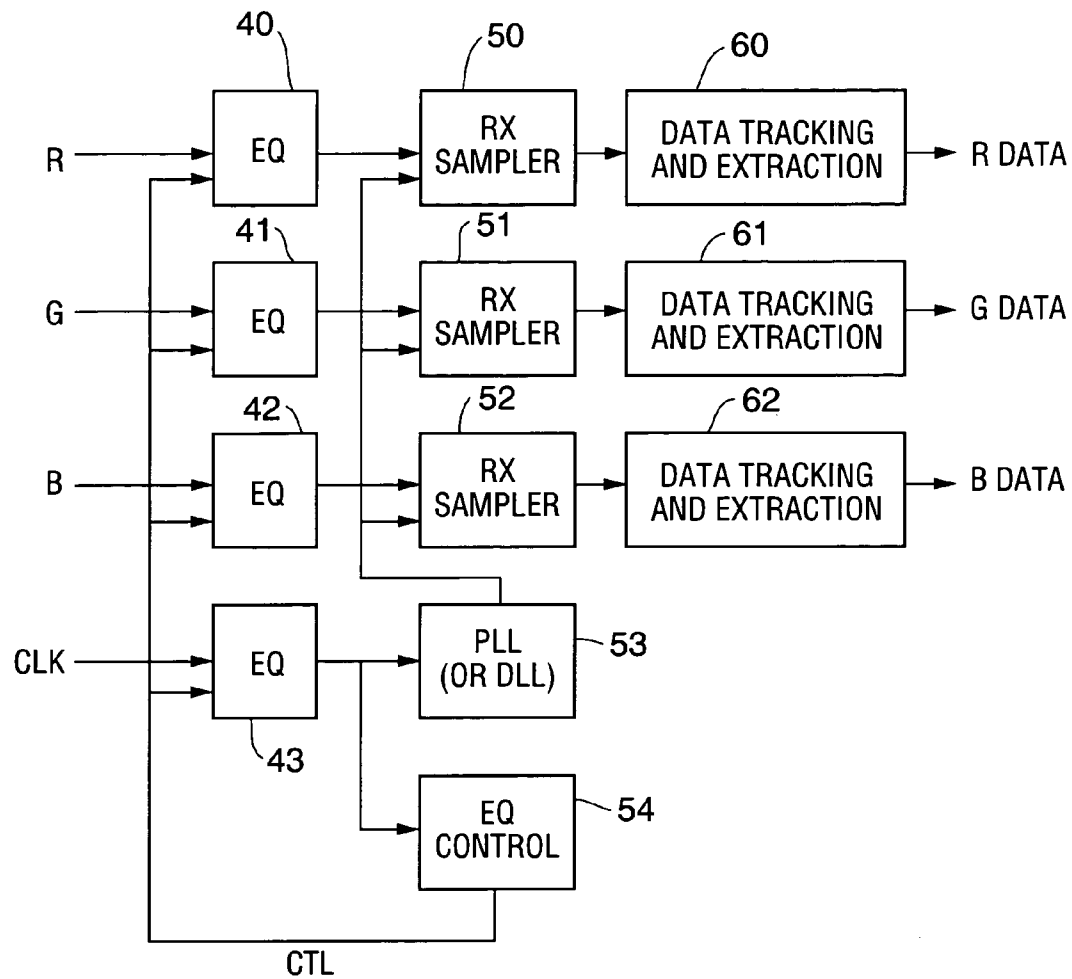 40
50
60
R
EQ
RX
SAMPLER
DATA TRACKING
AND EXTRACTION
R DATA
41
51
61
G
EQ
RX
SAMPLER
DATA TRACKING
AND EXTRACTION
G DATA
42
52
62
B
EQ
RX
SAMPLER
DATA TRACKING
AND EXTRACTION
B DATA
CLK
EQ
43
PLL
(OR DLL)
53
EQ
CONTROL
54
CTL